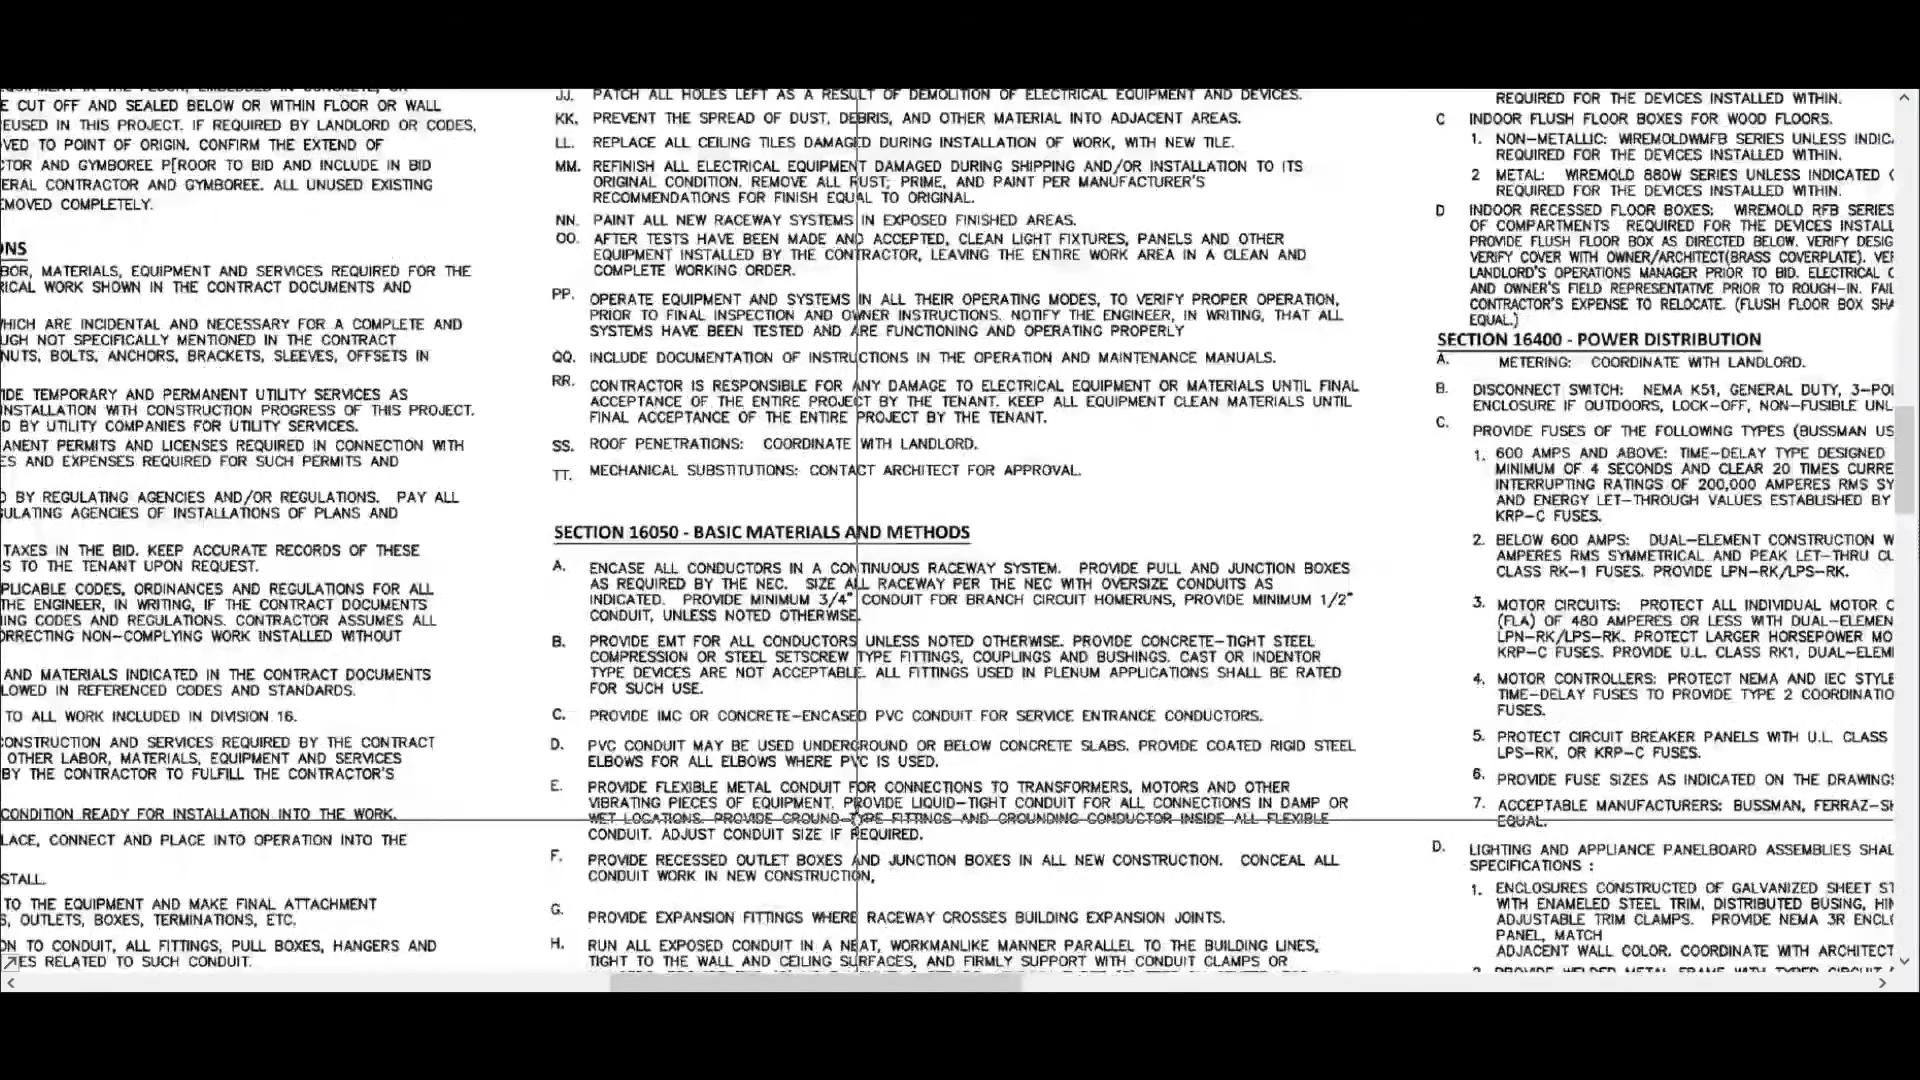 E CUT OFF AND SEALED BELOW OR WITHIN FLOOR OR WALL
EUSED IN THIS PROJECT. IF REQUIRED BY LANDLORD OR CODES,
VED TO POINT OF ORIGIN. CONFIRM THE EXTEND OF
CTOR AND GYMBOREE P[ROOR TO BID AND INCLUDE IN BID
ERAL CONTRACTOR AND GYMBOREE. ALL UNUSED EXISTING
EMOVED COMPLETELY.
ONS
BOR, MATERIALS, EQUIPMENT AND SERVICES REQUIRED FOR THE
RICAL WORK SHOWN IN THE CONTRACT DOCUMENTS AND
WHICH ARE INCIDENTAL AND NECESSARY FOR A COMPLETE AND
UGH NOT SPECIFICALLY MENTIONED IN THE CONTRACT
NUTS, BOLTS, ANCHORS, BRACKETS, SLEEVES, OFFSETS IN
IDE TEMPORARY AND PERMANENT UTILITY SERVICES AS
INSTALLATION WITH CONSTRUCTION PROGRESS OF THIS PROJECT.
D BY UTILITY COMPANIES FOR UTILITY SERVICES.
ANENT PERMITS AND LICENSES REQUIRED IN CONNECTION WITH
ES AND EXPENSES REQUIRED FOR SUCH PERMITS AND
D BY REGULATING AGENCIES AND/OR REGULATIONS. PAY ALL
ULATING AGENCIES OF INSTALLATIONS OF PLANS AND
TAXES IN THE BID. KEEP ACCURATE RECORDS OF THESE
S TO THE TENANT UPON REQUEST.
PLICABLE CODES, ORDINANCES AND REGULATIONS FOR ALL
THE ENGINEER, IN WRITING, IF THE CONTRACT DOCUMENTS
ING CODES AND REGULATIONS. CONTRACTOR ASSUMES ALL
ORRECTING NON-COMPLYING WORK INSTALLED WITHOUT
AND MATERIALS INDICATED IN THE CONTRACT DOCUMENTS
LOWED IN REFERENCED CODES AND STANDARDS.
TO ALL WORK INCLUDED IN DIVISION 16.
CONSTRUCTION AND SERVICES REQUIRED BY THE CONTRACT
OTHER LABOR, MATERIALS, EQUIPMENT AND SERVICES
BY THE CONTRACTOR TO FULFILL THE CONTRACTOR'S
CONDITION READY FOR INSTALLATION INTO THE WORK.
LACE, CONNECT AND PLACE INTO OPERATION INTO THE
STALL.
TO THE EQUIPMENT AND MAKE FINAL ATTACHMENT
S, OUTLETS, BOXES, TERMINATIONS, ETC.
ON TO CONDUIT, ALL FITTINGS, PULL BOXES, HANGERS AND
IES RELATED TO SUCH CONDUIT.
JJ. PATCH ALL HOLES LEFT AS A RESULT OF DEMOLITION OF ELECTRICAL EQUIPMENT AND DEVICES.
KK. PREVENT THE SPREAD OF DUST, DEBRIS, AND OTHER MATERIAL INTO ADJACENT AREAS.
LL. REPLACE ALL CEILING TILES DAMAGED DURING INSTALLATION OF WORK, WITH NEW TILE.
MM. REFINISH ALL ELECTRICAL EQUIPMENT DAMAGED DURING SHIPPING AND/OR INSTALLATION TO ITS
ORIGINAL CONDITION. REMOVE ALL RUST; PRIME, AND PAINT PER MANUFACTURER'S
RECOMMENDATIONS FOR FINISH EQUAL TO ORIGINAL.
NN. PAINT ALL NEW RACEWAY SYSTEMS IN EXPOSED FINISHED AREAS.
OO. AFTER TESTS HAVE BEEN MADE AND ACCEPTED, CLEAN LIGHT FIXTURES, PANELS AND OTHER
EQUIPMENT INSTALLED BY THE CONTRACTOR, LEAVING THE ENTIRE WORK AREA IN A CLEAN AND
COMPLETE WORKING ORDER.
PP. OPERATE EQUIPMENT AND SYSTEMS IN ALL THEIR OPERATING MODES, TO VERIFY PROPER OPERATION,
PRIOR TO FINAL INSPECTION AND OWNER INSTRUCTIONS. NOTIFY THE ENGINEER, IN WRITING, THAT ALL
SYSTEMS HAVE BEEN TESTED AND ARE FUNCTIONING AND OPERATING PROPERLY
QQ. INCLUDE DOCUMENTATION OF INSTRUCTIONS IN THE OPERATION AND MAINTENANCE MANUALS.
RR. CONTRACTOR IS RESPONSIBLE FOR ANY DAMAGE TO ELECTRICAL EQUIPMENT OR MATERIALS UNTIL FINAL
ACCEPTANCE OF THE ENTIRE PROJECT BY THE TENANT. KEEP ALL EQUIPMENT CLEAN MATERIALS UNTIL
FINAL ACCEPTANCE OF THE ENTIRE PROJECT BY THE TENANT.
SS. ROOF PENETRATIONS: COORDINATE WITH LANDLORD.
TT. MECHANICAL SUBSTITUTIONS: CONTACT ARCHITECT FOR APPROVAL.
SECTION 16050 - BASIC MATERIALS AND METHODS
A. ENCASE ALL CONDUCTORS IN A CONTINUOUS RACEWAY SYSTEM. PROVIDE PULL AND JUNCTION BOXES
AS REQUIRED BY THE NEC. SIZE ALL RACEWAY PER THE NEC WITH OVERSIZE CONDUITS AS
INDICATED. PROVIDE MINIMUM 3/4" CONDUIT FOR BRANCH CIRCUIT HOMERUNS, PROVIDE MINIMUM 1/2"
CONDUIT, UNLESS NOTED OTHERWISE.
B. PROVIDE EMT FOR ALL CONDUCTORS UNLESS NOTED OTHERWISE. PROVIDE CONCRETE-TIGHT STEEL
COMPRESSION OR STEEL SETSCREW TYPE FITTINGS, COUPLINGS AND BUSHINGS. CAST OR INDENTOR
TYPE DEVICES ARE NOT ACCEPTABLE. ALL FITTINGS USED IN PLENUM APPLICATIONS SHALL BE RATED
FOR SUCH USE.
C. PROVIDE IMC OR CONCRETE-ENCASED PVC CONDUIT FOR SERVICE ENTRANCE CONDUCTORS.
D. PVC CONDUIT MAY BE USED UNDERGROUND OR BELOW CONCRETE SLABS. PROVIDE COATED RIGID STEEL
ELBOWS FOR ALL ELBOWS WHERE PVC IS USED.
E. PROVIDE FLEXIBLE METAL CONDUIT FOR CONNECTIONS TO TRANSFORMERS, MOTORS AND OTHER
VIBRATING PIECES OF EQUIPMENT. PROVIDE LIQUID-TIGHT CONDUIT FOR ALL CONNECTIONS IN DAMP OR
WET LOCATIONS. PROVIDE GROUND-TYPE FITTINGS AND GROUNDING CONDUCTOR INSIDE ALL FLEXIBLE
CONDUIT. ADJUST CONDUIT SIZE IF REQUIRED.
F. PROVIDE RECESSED OUTLET BOXES AND JUNCTION BOXES IN ALL NEW CONSTRUCTION. CONCEAL ALL
CONDUIT WORK IN NEW CONSTRUCTION,
G. PROVIDE EXPANSION FITTINGS WHERE RACEWAY CROSSES BUILDING EXPANSION JOINTS.
H. RUN ALL EXPOSED CONDUIT IN A NEAT, WORKMANLIKE MANNER PARALLEL TO THE BUILDING LINES,
TIGHT TO THE WALL AND CEILING SURFACES, AND FIRMLY SUPPORT WITH CONDUIT CLAMPS OR
REQUIRED FOR THE DEVICES INSTALLED WITHIN.
C INDOOR FLUSH FLOOR BOXES FOR WOOD FLOORS.
1. NON-METALLIC: WIREMOLDWMFB SERIES UNLESS INDIC
REQUIRED FOR THE DEVICES INSTALLED WITHIN.
2 METAL: WIREMOLD 880W SERIES UNLESS INDICATED
REQUIRED FOR THE DEVICES INSTALLED WITHIN.
D INDOOR RECESSED FLOOR BOXES: WIREMOLD RFB SERIES
OF COMPARTMENTS REQUIRED FOR THE DEVICES INSTALL
PROVIDE FLUSH FLOOR BOX AS DIRECTED BELOW. VERIFY DESIG
VERIFY COVER WITH OWNER/ARCHITECT(BRASS COVERPLATE). VE
LANDLORD'S OPERATIONS MANAGER PRIOR TO BID. ELECTRICAL C
AND OWNER'S FIELD REPRESENTATIVE PRIOR TO ROUGH-IN. FAIL
CONTRACTOR'S EXPENSE TO RELOCATE. (FLUSH FLOOR BOX SHA
EQUAL.)
SECTION 16400 - POWER DISTRIBUTION
A. METERING: COORDINATE WITH LANDLORD.
B. DISCONNECT SWITCH: NEMA K51, GENERAL DUTY, 3-POL
ENCLOSURE IF OUTDOORS, LOCK-OFF, NON-FUSIBLE UNL
C. PROVIDE FUSES OF THE FOLLOWING TYPES (BUSSMAN US
1. 600 AMPS AND ABOVE: TIME-DELAY TYPE DESIGNED
MINIMUM OF 4 SECONDS AND CLEAR 20 TIMES CURRE
INTERRUPTING RATINGS OF 200,000 AMPERES RMS SY
AND ENERGY LET-THROUGH VALUES ESTABLISHED BY
KRP-C FUSES.
2. BELOW 600 AMPS: DUAL-ELEMENT CONSTRUCTION W
AMPERES RMS SYMMETRICAL AND PEAK LET-THRU CL
CLASS RK-1 FUSES. PROVIDE LPN-RK/LPS-RK.
3. MOTOR CIRCUITS: PROTECT ALL INDIVIDUAL MOTOR C
(FLA) OF 480 AMPERES OR LESS WITH DUAL-ELEMEN
LPN-RK/LPS-RK. PROTECT LARGER HORSEPOWER MO
KRP-C FUSES. PROVIDE U.L. CLASS RK1, DUAL-ELEM
4. MOTOR CONTROLLERS: PROTECT NEMA AND IEC STYLE
TIME-DELAY FUSES TO PROVIDE TYPE 2 COORDINATIO
FUSES.
5. PROTECT CIRCUIT BREAKER PANELS WITH U.L. CLASS
LPS-RK, OR KRP-C FUSES.
6. PROVIDE FUSE SIZES AS INDICATED ON THE DRAWINGS
7. ACCEPTABLE MANUFACTURERS: BUSSMAN, FERRAZ-SH
EQUAL.
D. LIGHTING AND APPLIANCE PANELBOARD ASSEMBLIES SHAL
SPECIFICATIONS :
1. ENCLOSURES CONSTRUCTED OF GALVANIZED SHEET ST
WITH ENAMELED STEEL TRIM, DISTRIBUTED BUSING, HIN
ADJUSTABLE TRIM CLAMPS. PROVIDE NEMA 3R ENCLO
PANEL, MATCH
ADJACENT WALL COLOR. COORDINATE WITH ARCHITECT